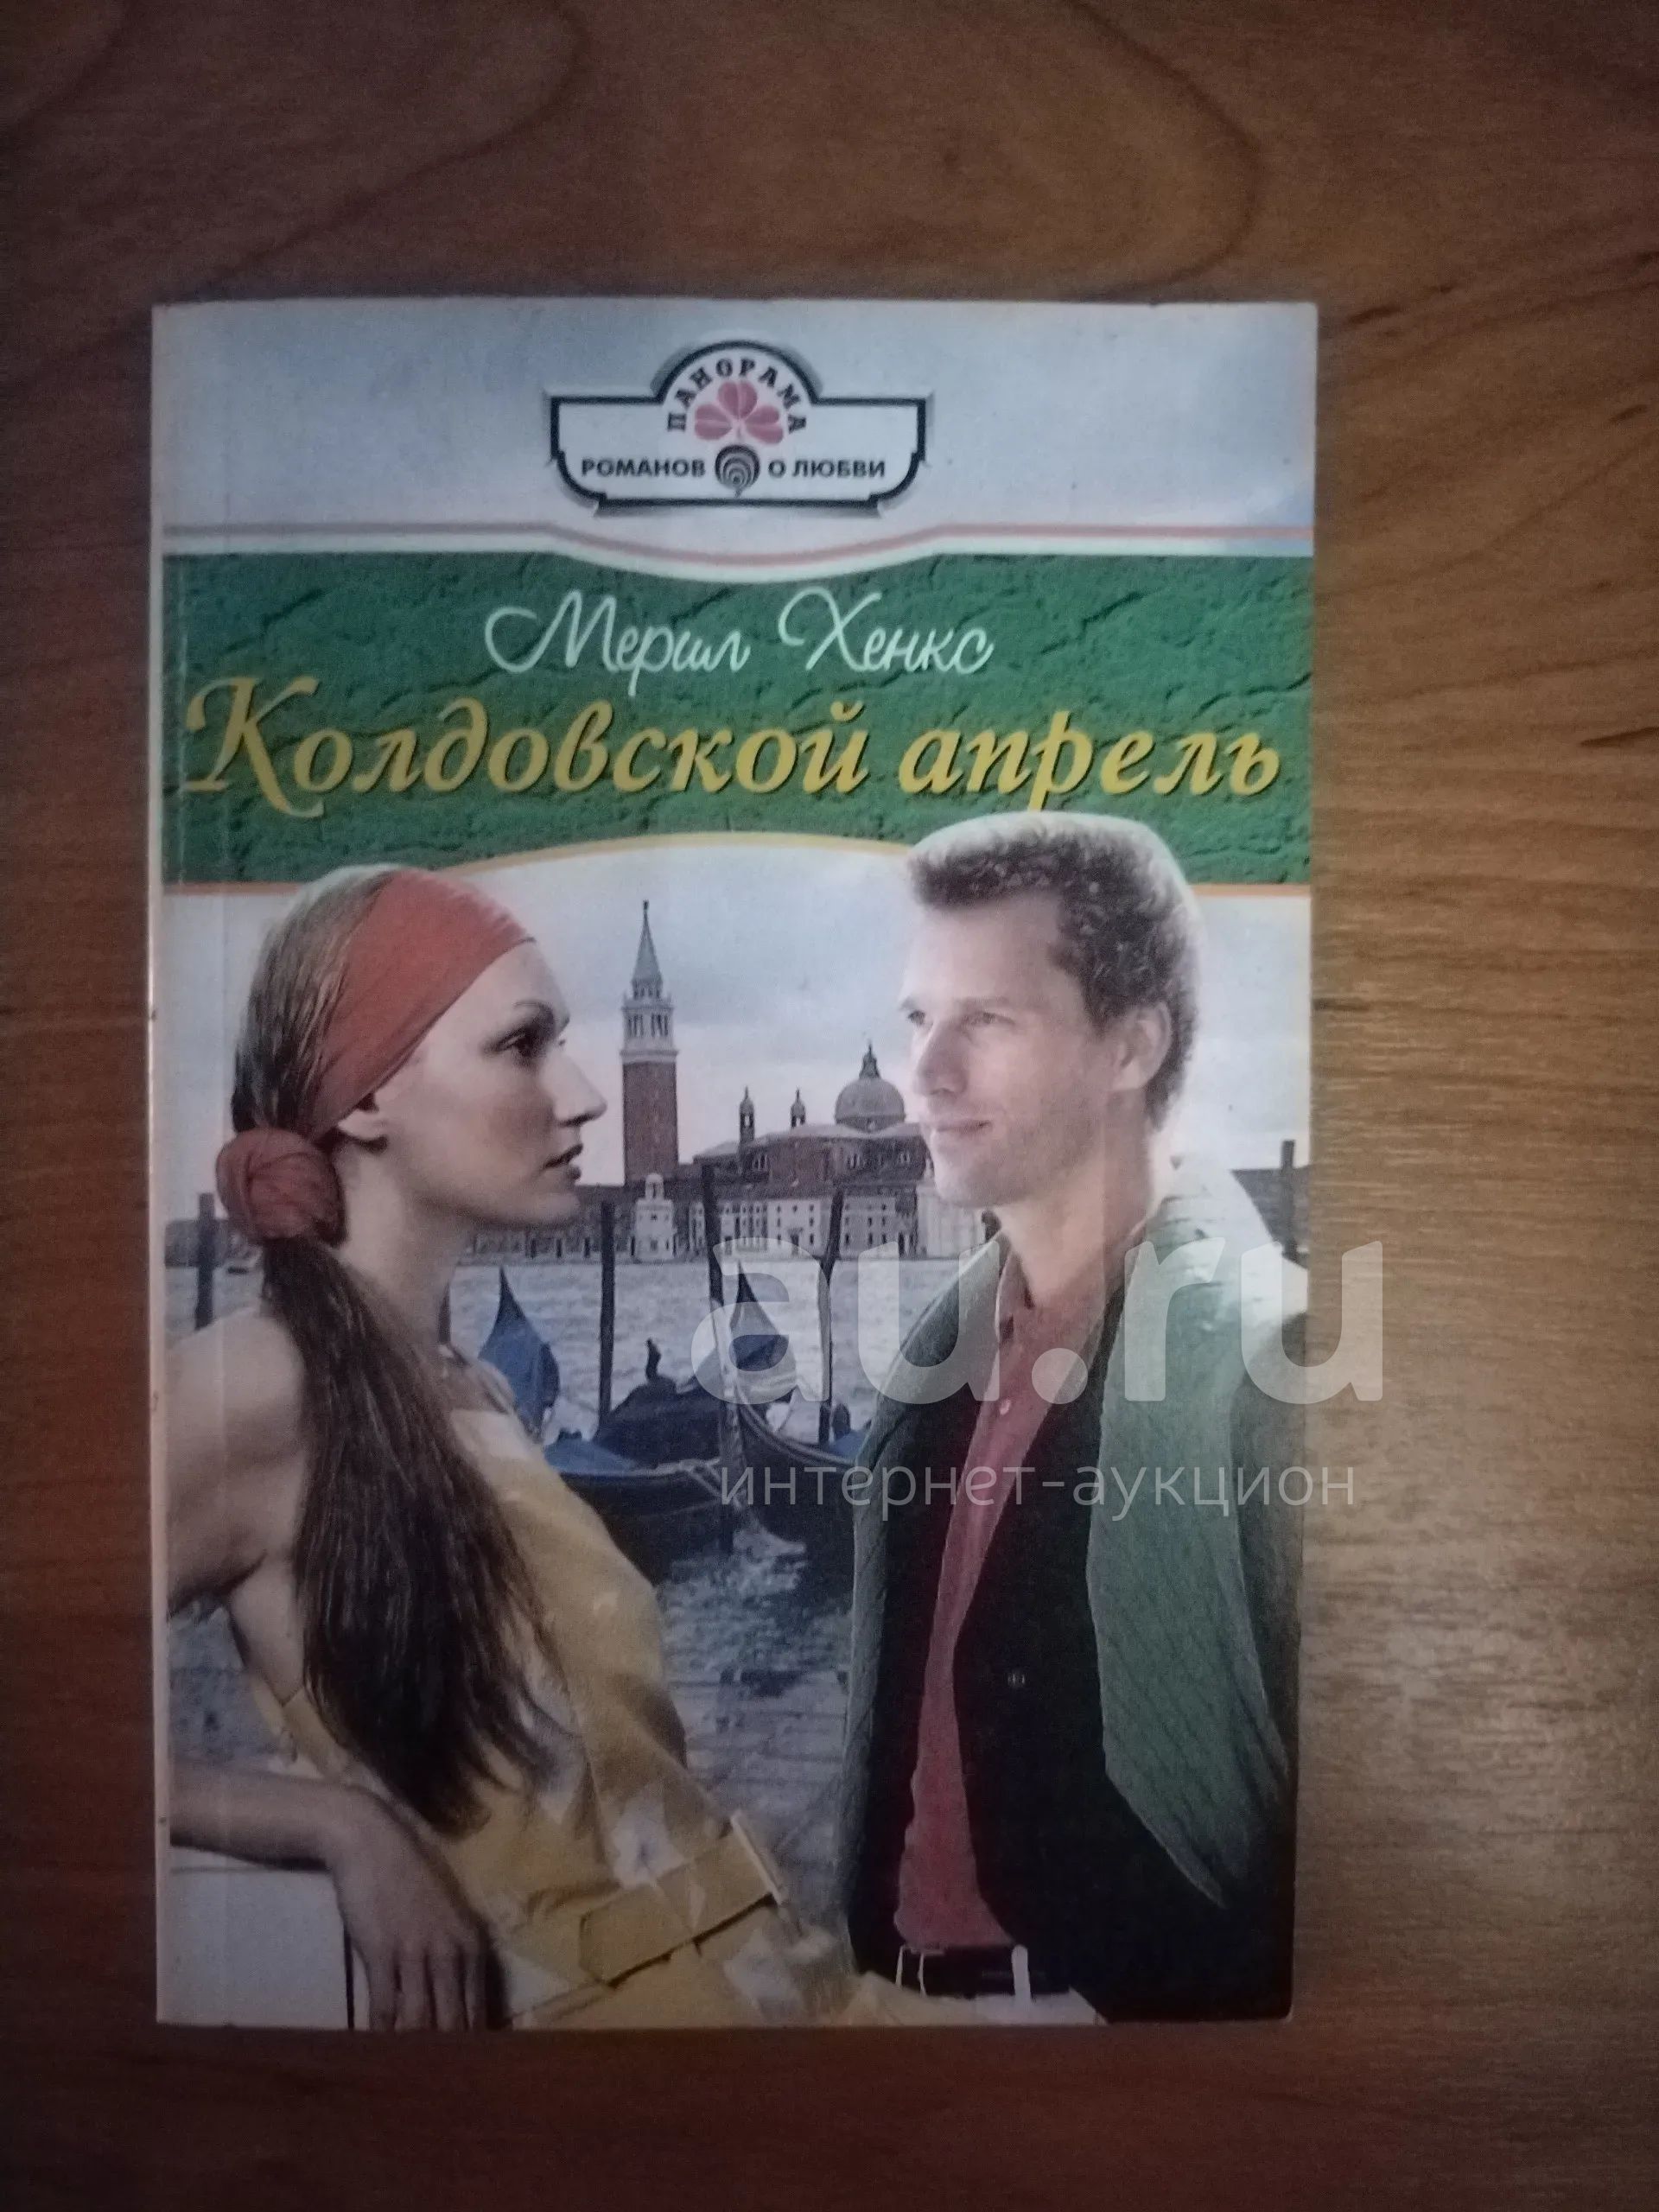 ПАНОРАМА
РОМАНОВ О ЛЮБВИ
Мерил Хенкс
Колдовской апрель
au.ru
интернет-аукцион